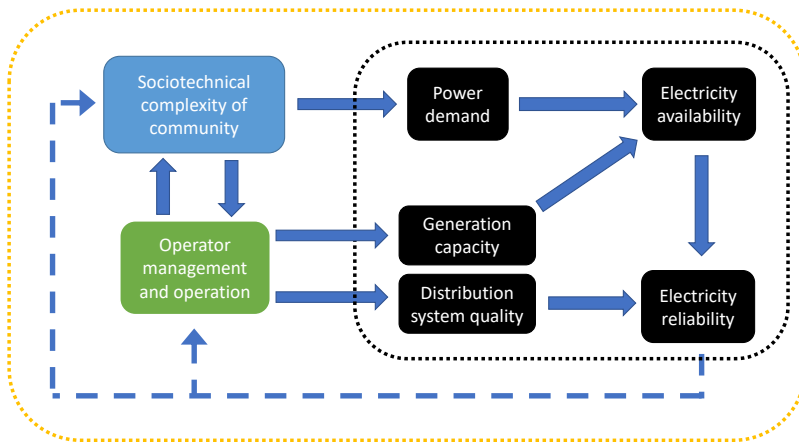 Sociotechnical
complexity of
community
Power
demand
Electricity
availability
Operator
management
and operation
Generation
capacity
Distribution
system quality
Electricity
reliability